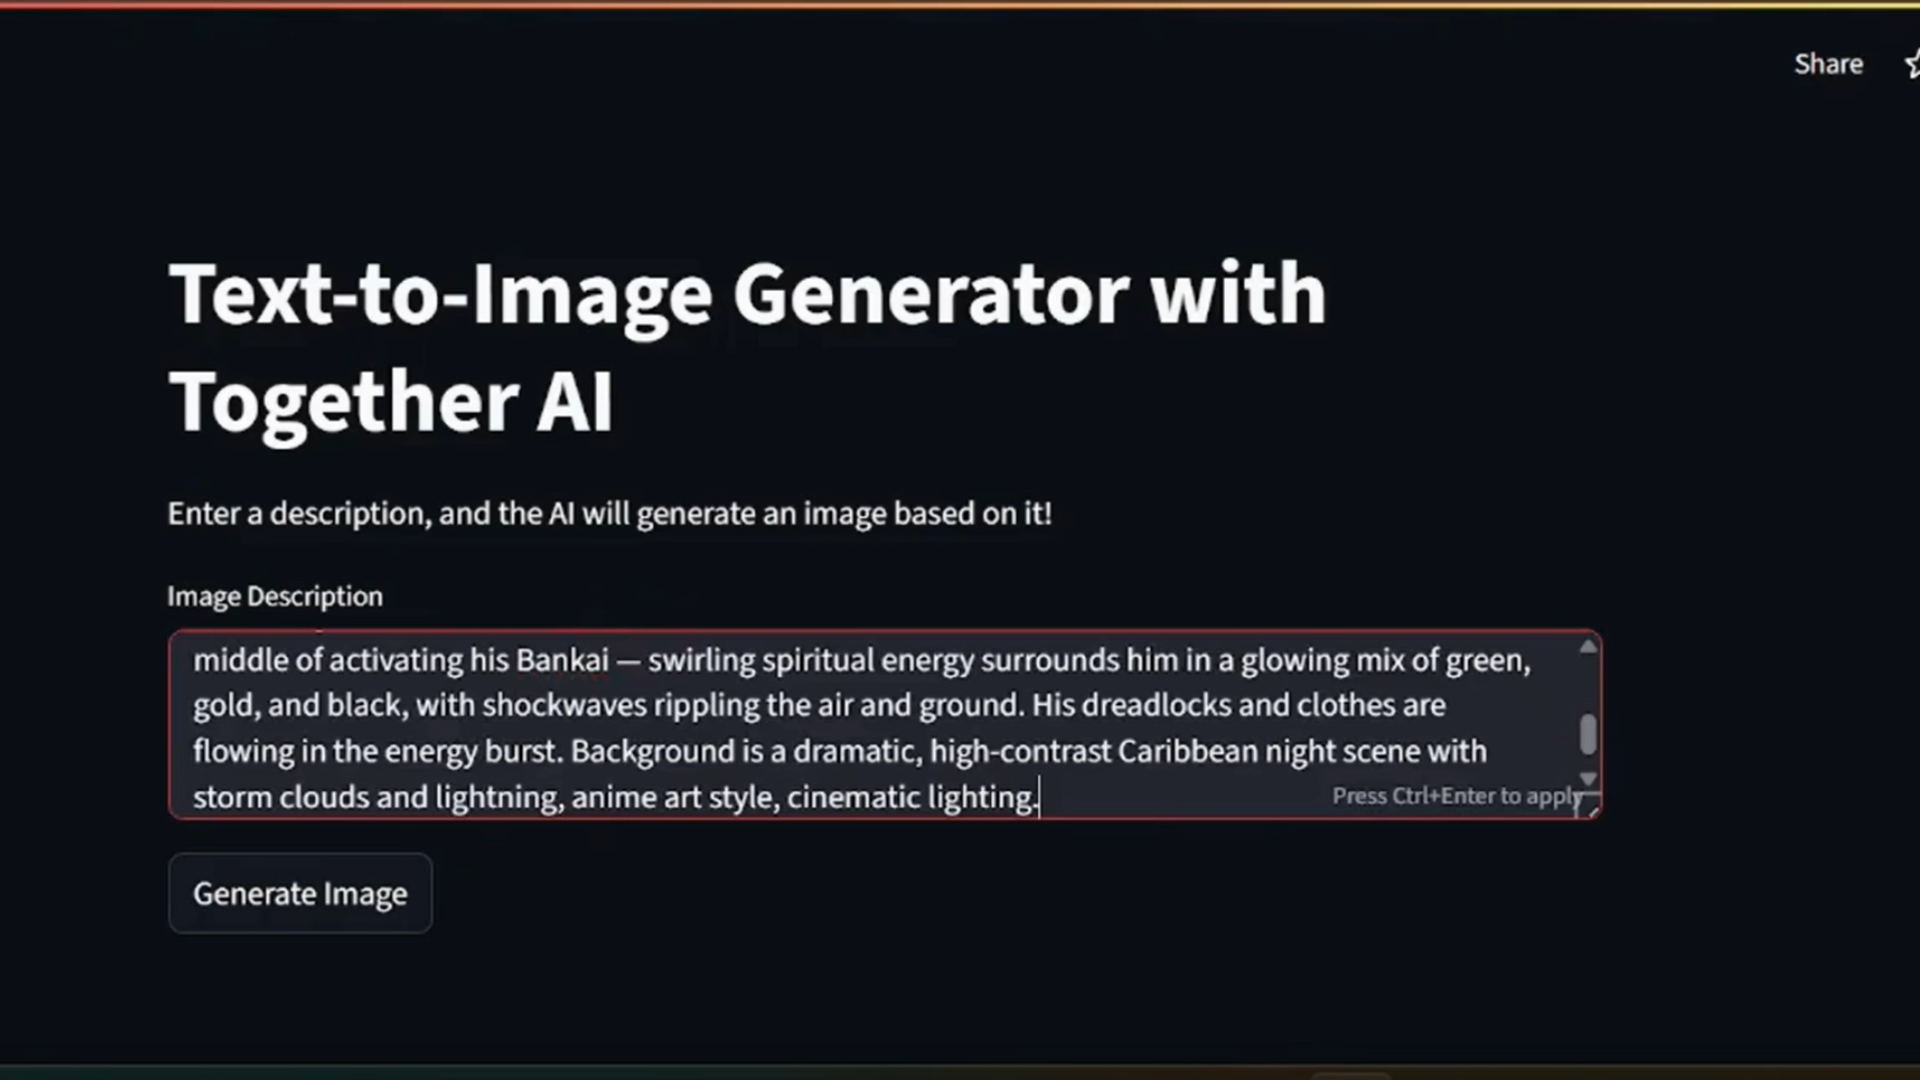 Share
Text-to-Image Generator with
Together AI
Enter a description, and the AI will generate an image based on it!
Image Description
middle of activating his Bankai — swirling spiritual energy surrounds him in a glowing mix of green,
gold, and black, with shockwaves rippling the air and ground. His dreadlocks and clothes are
flowing in the energy burst. Background is a dramatic, high-contrast Caribbean night scene with
storm clouds and lightning, anime art style, cinematic lighting.
Press Ctrl+Enter to apply
Generate Image